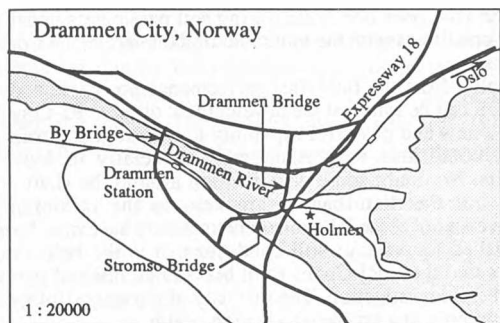 Drammen City, Norway
Expressway 18
Oslo
Drammen Bridge
By Bridge
Drammen River
Drammen
Station
Holmen
Stromso Bridge
1 : 20000